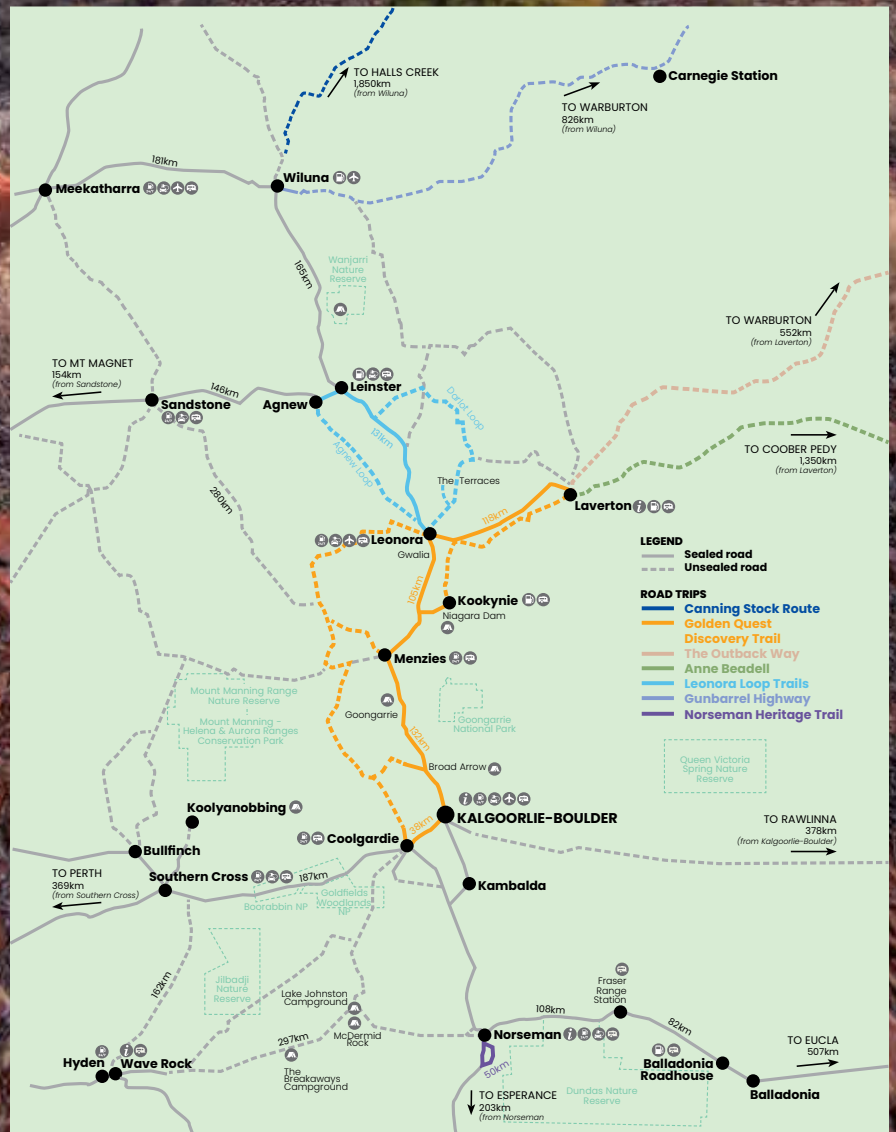 TO HALLS CREEK
1,850km
(from Wiluna)
Carnegie Station
TO WARBURTON
826km
(from Wiluna)
181km
Meekatharra
Wiluna
165km
Wanjarri
Nature
Reserve
TO WARBURTON
552km
(from Laverton)
TO MT MAGNET
154km
(from Sandstone)
146km
Sandstone
Agnew
Leinster
Darlot Loop
131km
Agnew Loop
TO COOBER PEDY
1,350km
(from Laverton)
The Terraces
280km
Laverton
118km
Leonora
Gwalia
LEGEND
Sealed road
Unsealed road
ROAD TRIPS
Canning Stock Route
Golden Quest
Discovery Trail
The Outback Way
Anne Beadell
Leonora Loop Trails
Gunbarrel Highway
Norseman Heritage Trail
105km
Kookynie
Niagara Dam
Menzies
Mount Manning Range
Nature Reserve
Mount Manning -
Helena & Aurora Ranges
Conservation Park
Goongarrie
Goongarrie
National Park
132km
Queen Victoria
Spring Nature
Reserve
Broad Arrow
Koolyanobbing
KALGOORLIE-BOULDER
38km
Coolgardie
TO RAWLINNA
378km
(from Kalgoorlie-Boulder)
Bullfinch
TO PERTH
369km
(from Southern Cross)
Southern Cross
187km
Goldfields
Woodlands
NP
Boorabbin NP
Kambalda
Jilbadji
Nature
Reserve
162km
Lake Johnston
Campground
McDermid
Rock
297km
The
Breakaways
Campground
Hyden
Wave Rock
Fraser
Range
Station
108km
82km
Norseman
50km
TO EUCLA
507km
Balladonia
Roadhouse
Balladonia
Dundas Nature
Reserve
TO ESPERANCE
203km
(from Norseman